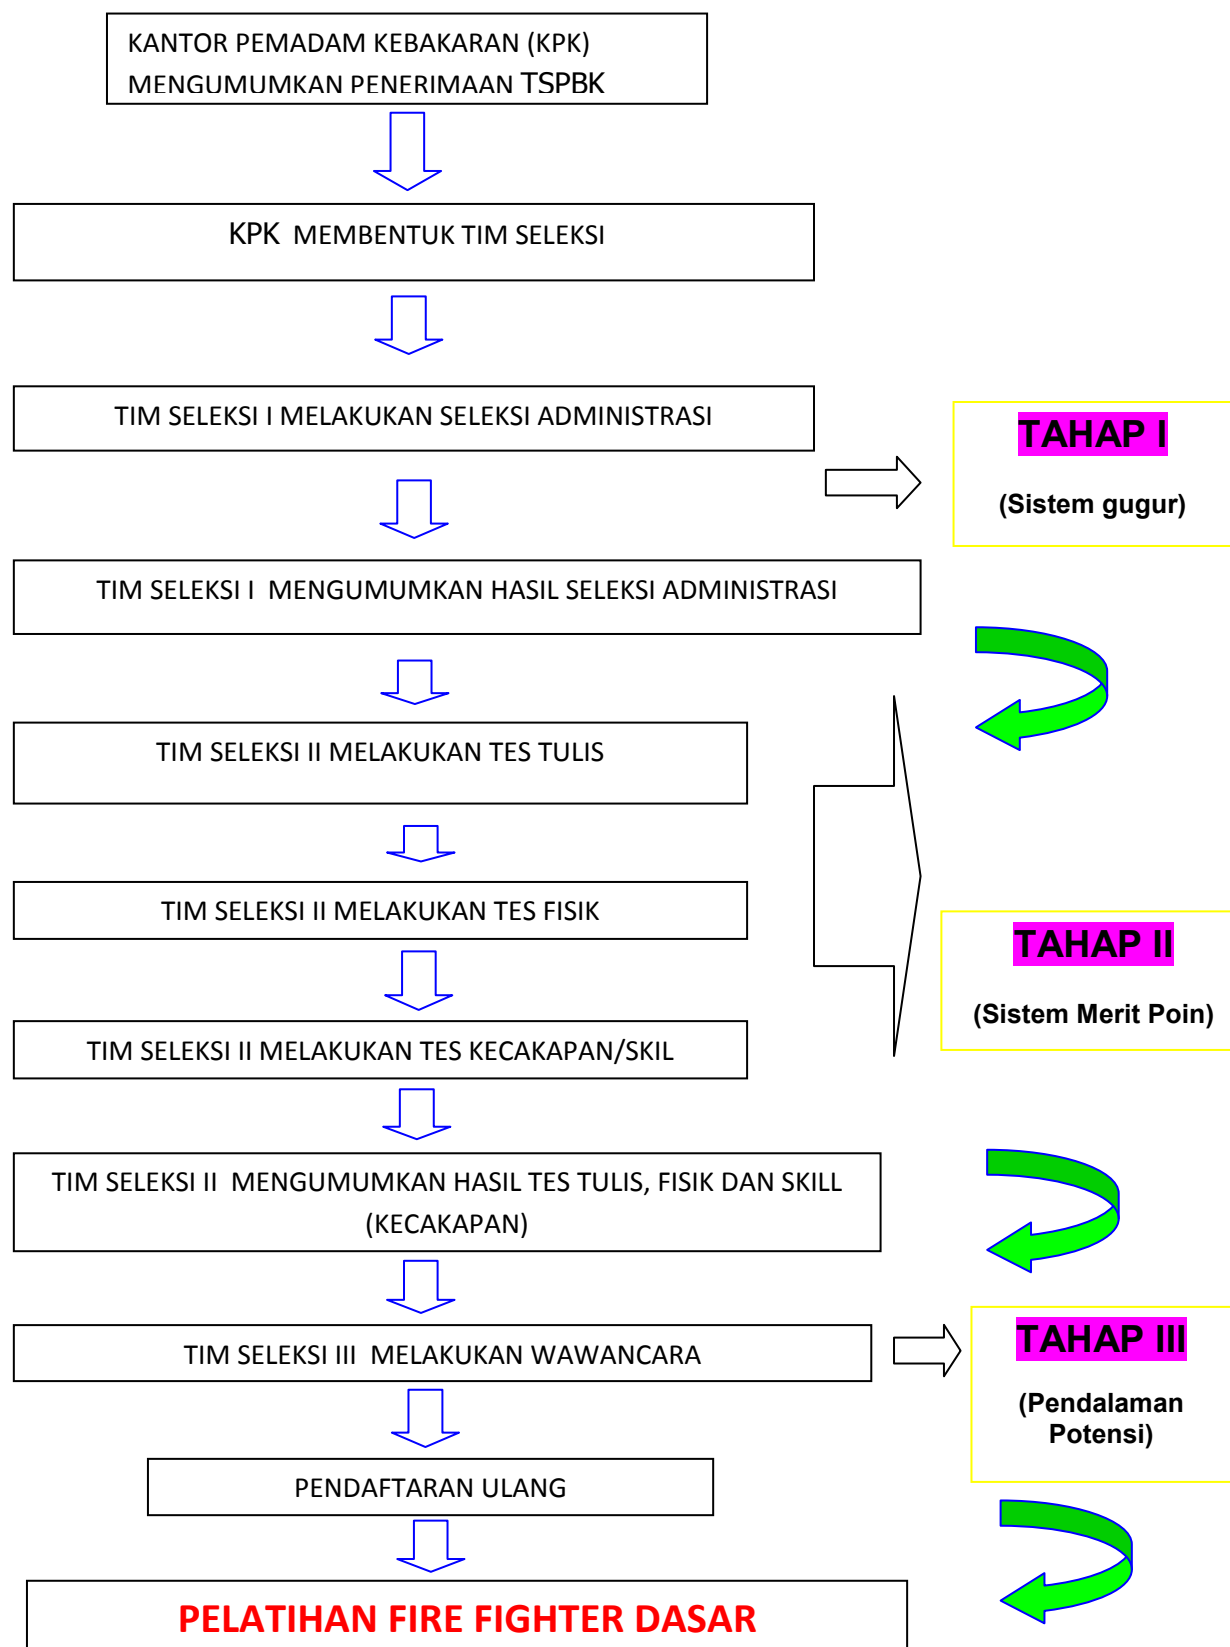 KANTOR PEMADAM KEBAKARAN (KPK)
MENGUMUMKAN PENERIMAAN TSPBK
KPK MEMBENTUK TIM SELEKSI
TIM SELEKSI I MELAKUKAN SELEKSI ADMINISTRASI
TAHAP I
(Sistem gugur)
TIM SELEKSI I MENGUMUMKAN HASIL SELEKSI ADMINISTRASI
TIM SELEKSI II MELAKUKAN TES TULIS
TIM SELEKSI II MELAKUKAN TES FISIK
TAHAP II
(Sistem Merit Poin)
TIM SELEKSI II MELAKUKAN TES KECAKAPAN/SKIL
TIM SELEKSI II MENGUMUMKAN HASIL TES TULIS, FISIK DAN SKILL
(KECAKAPAN)
TIM SELEKSI III MELAKUKAN WAWANCARA
TAHAP III
(Pendalaman
Potensi)
PENDAFTARAN ULANG
PELATIHAN FIRE FIGHTER DASAR